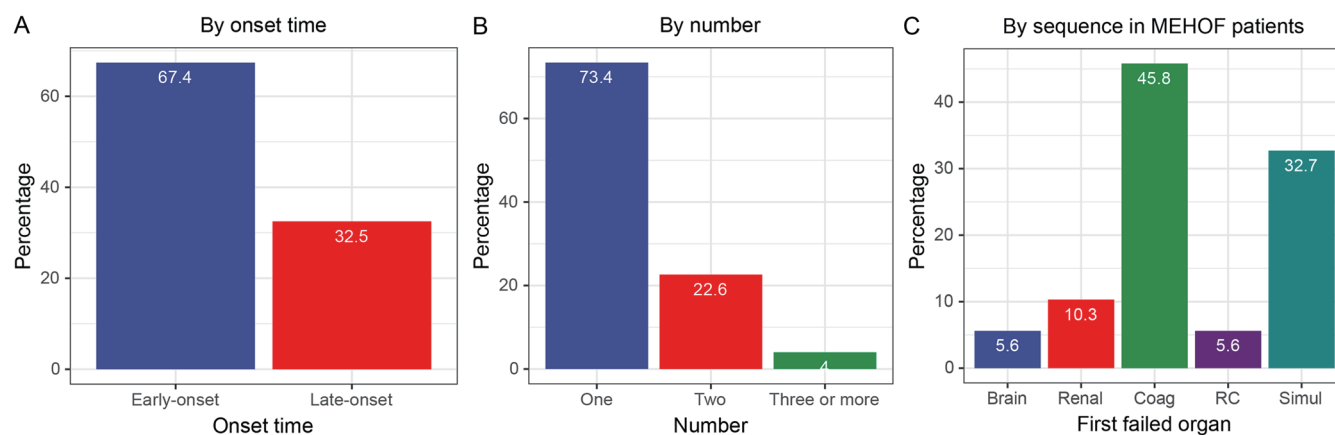 A
By onset time
Percentage
60
40
20
0
67.4
32.5
Early-onset
Late-onset
Onset time
B
By number
Percentage
60
40
20
0
73.4
22.6
4
One
Two
Three or more
Number
C
By sequence in MEHOF patients
Percentage
40
30
20
10
0
5.6
10.3
45.8
5.6
32.7
Brain
Renal
Coag
RC
Simul
First failed organ